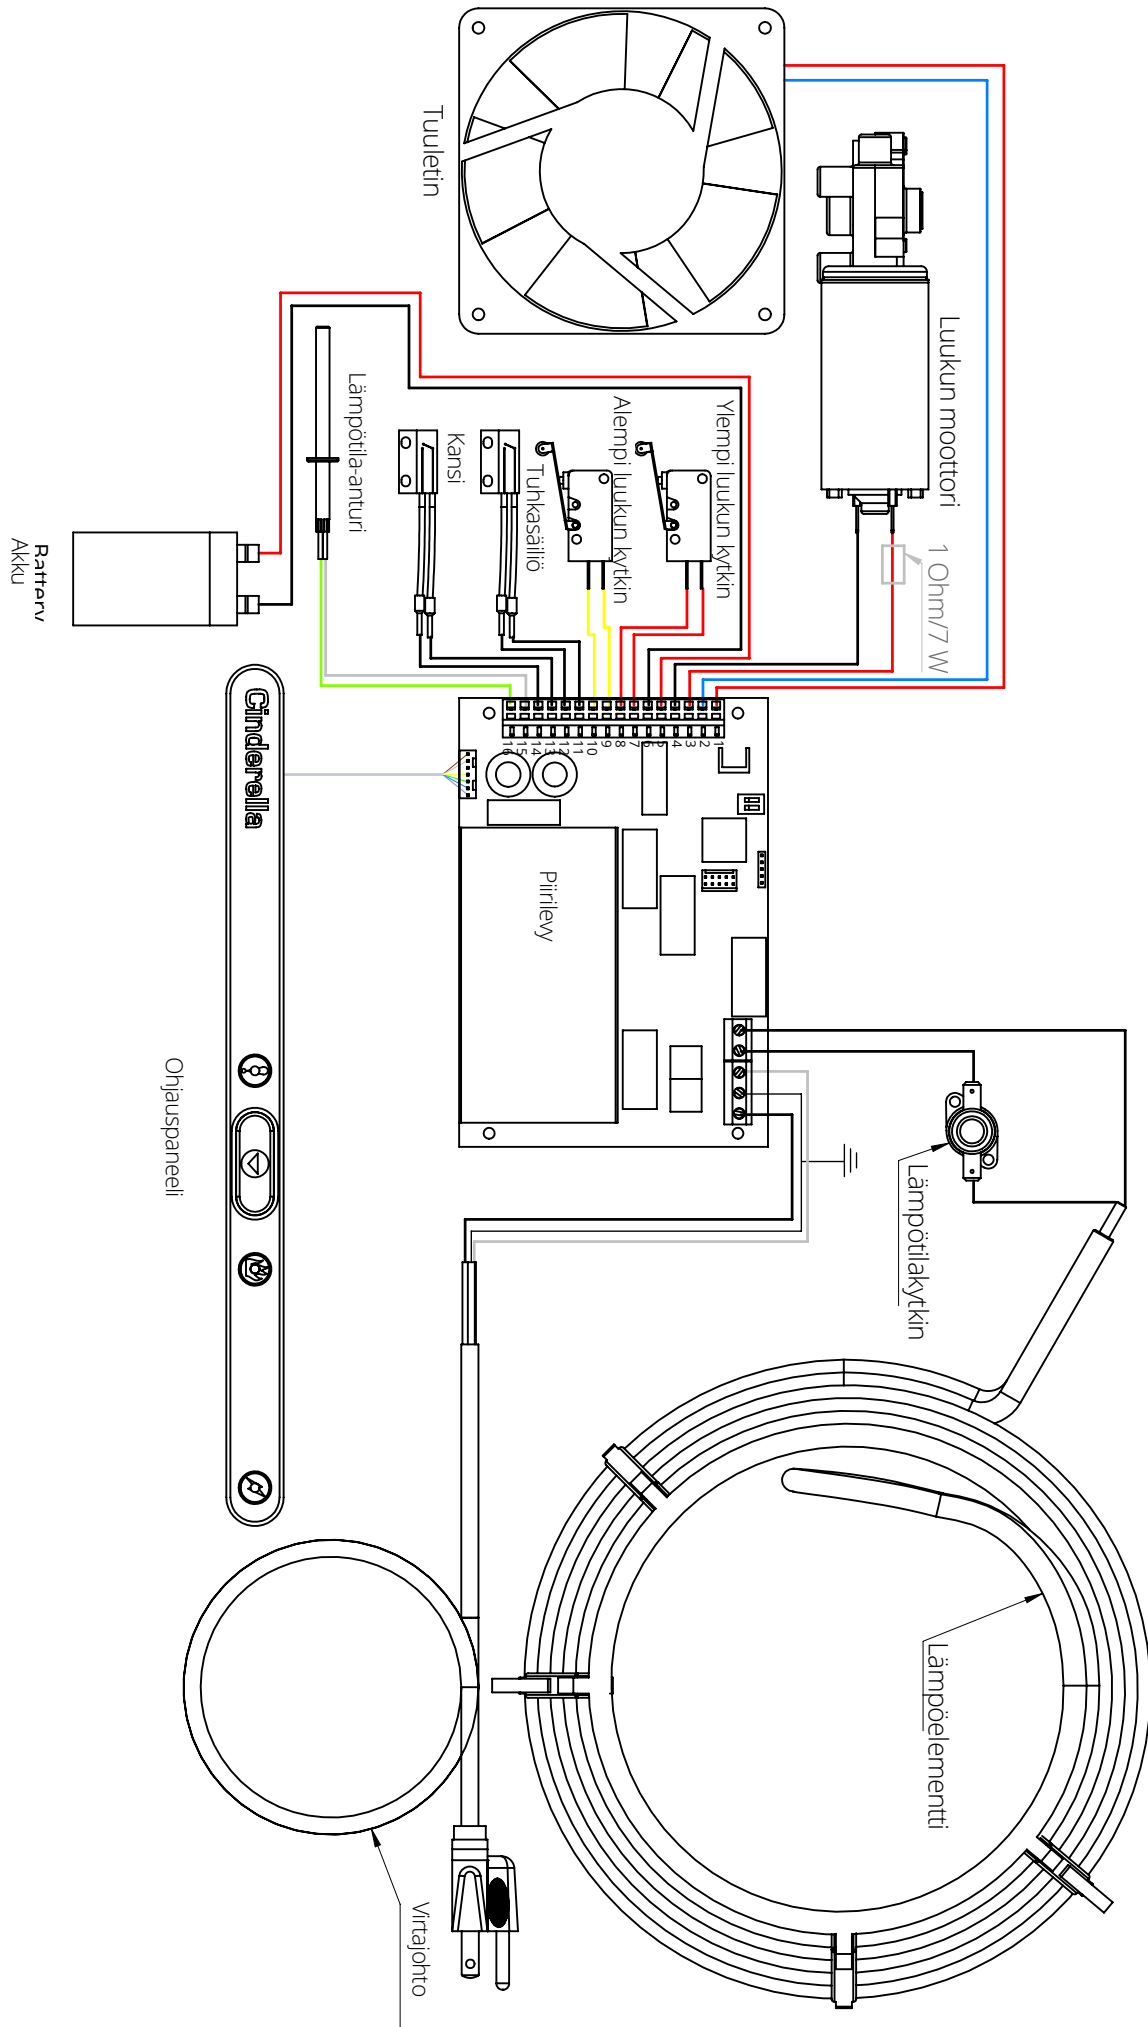 Tuuletin
Luukun moottori
1 Ohm/7 W
Ylempi luukun kytkin
Alempi luukun kytkin
Tuhkasäiliö
Kansi
Lämpötila-anturi
Battery
Akku
Cinderella
1
2
3
4
5
6
7
8
9
10
11
12
13
14
15
16
Piirilevy
Ohjauspaneeli
Lämpötilakytkin
Lämpöelementti
Virtajohto